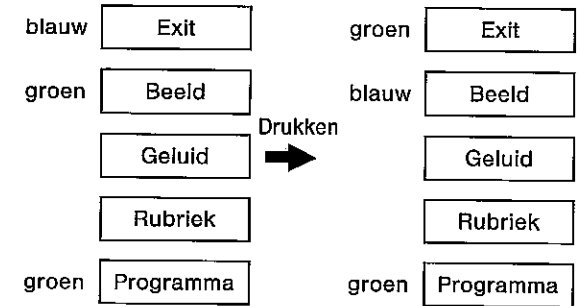 blauw Exit
groen Beeld
Geluid
Rubriek
groen Programma
Drukken
groen Exit
blauw Beeld
Geluid
Rubriek
groen Programma